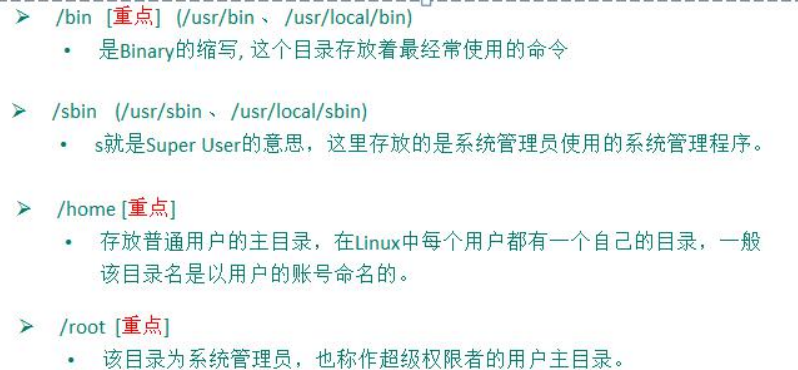 ➢ /bin [重点] (/usr/bin 、 /usr/local/bin)
• 是Binary的缩写, 这个目录存放着最经常使用的命令
➢ /sbin (/usr/sbin 、 /usr/local/sbin)
• s就是Super User的意思，这里存放的是系统管理员使用的系统管理程序。
➢ /home [重点]
• 存放普通用户的主目录，在Linux中每个用户都有一个自己的目录，一般
该目录名是以用户的账号命名的。
➢ /root [重点]
• 该目录为系统管理员，也称作超级权限者的用户主目录。